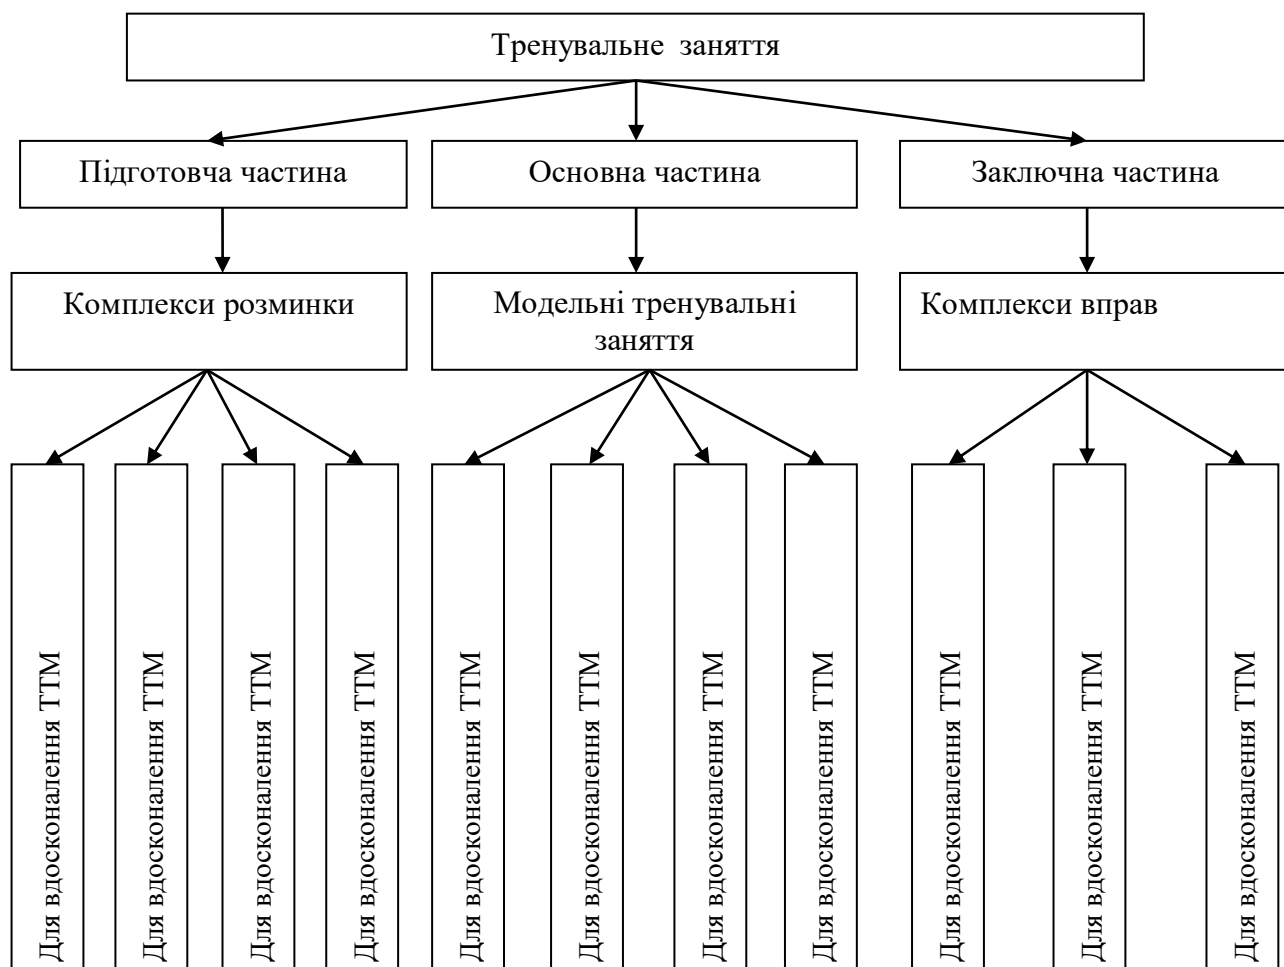 Тренувальне заняття
Підготовча частина
Основна частина
Заключна частина
Комплекси розминки
Модельні тренувальні
заняття
Комплекси вправ
Для вдосконалення ТТМ
Для вдосконалення ТТМ
Для вдосконалення ТТМ
Для вдосконалення ТТМ
Для вдосконалення ТТМ
Для вдосконалення ТТМ
Для вдосконалення ТТМ
Для вдосконалення ТТМ
Для вдосконалення ТТМ
Для вдосконалення ТТМ
Для вдосконалення ТТМ